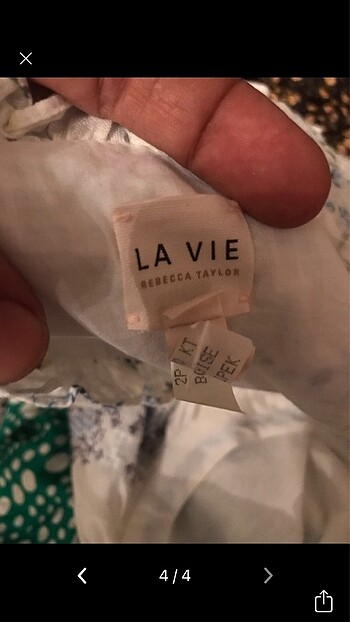 LA VIE
REBECCA TAYLOR
KT
BOISE
2P
PEK
4 / 4